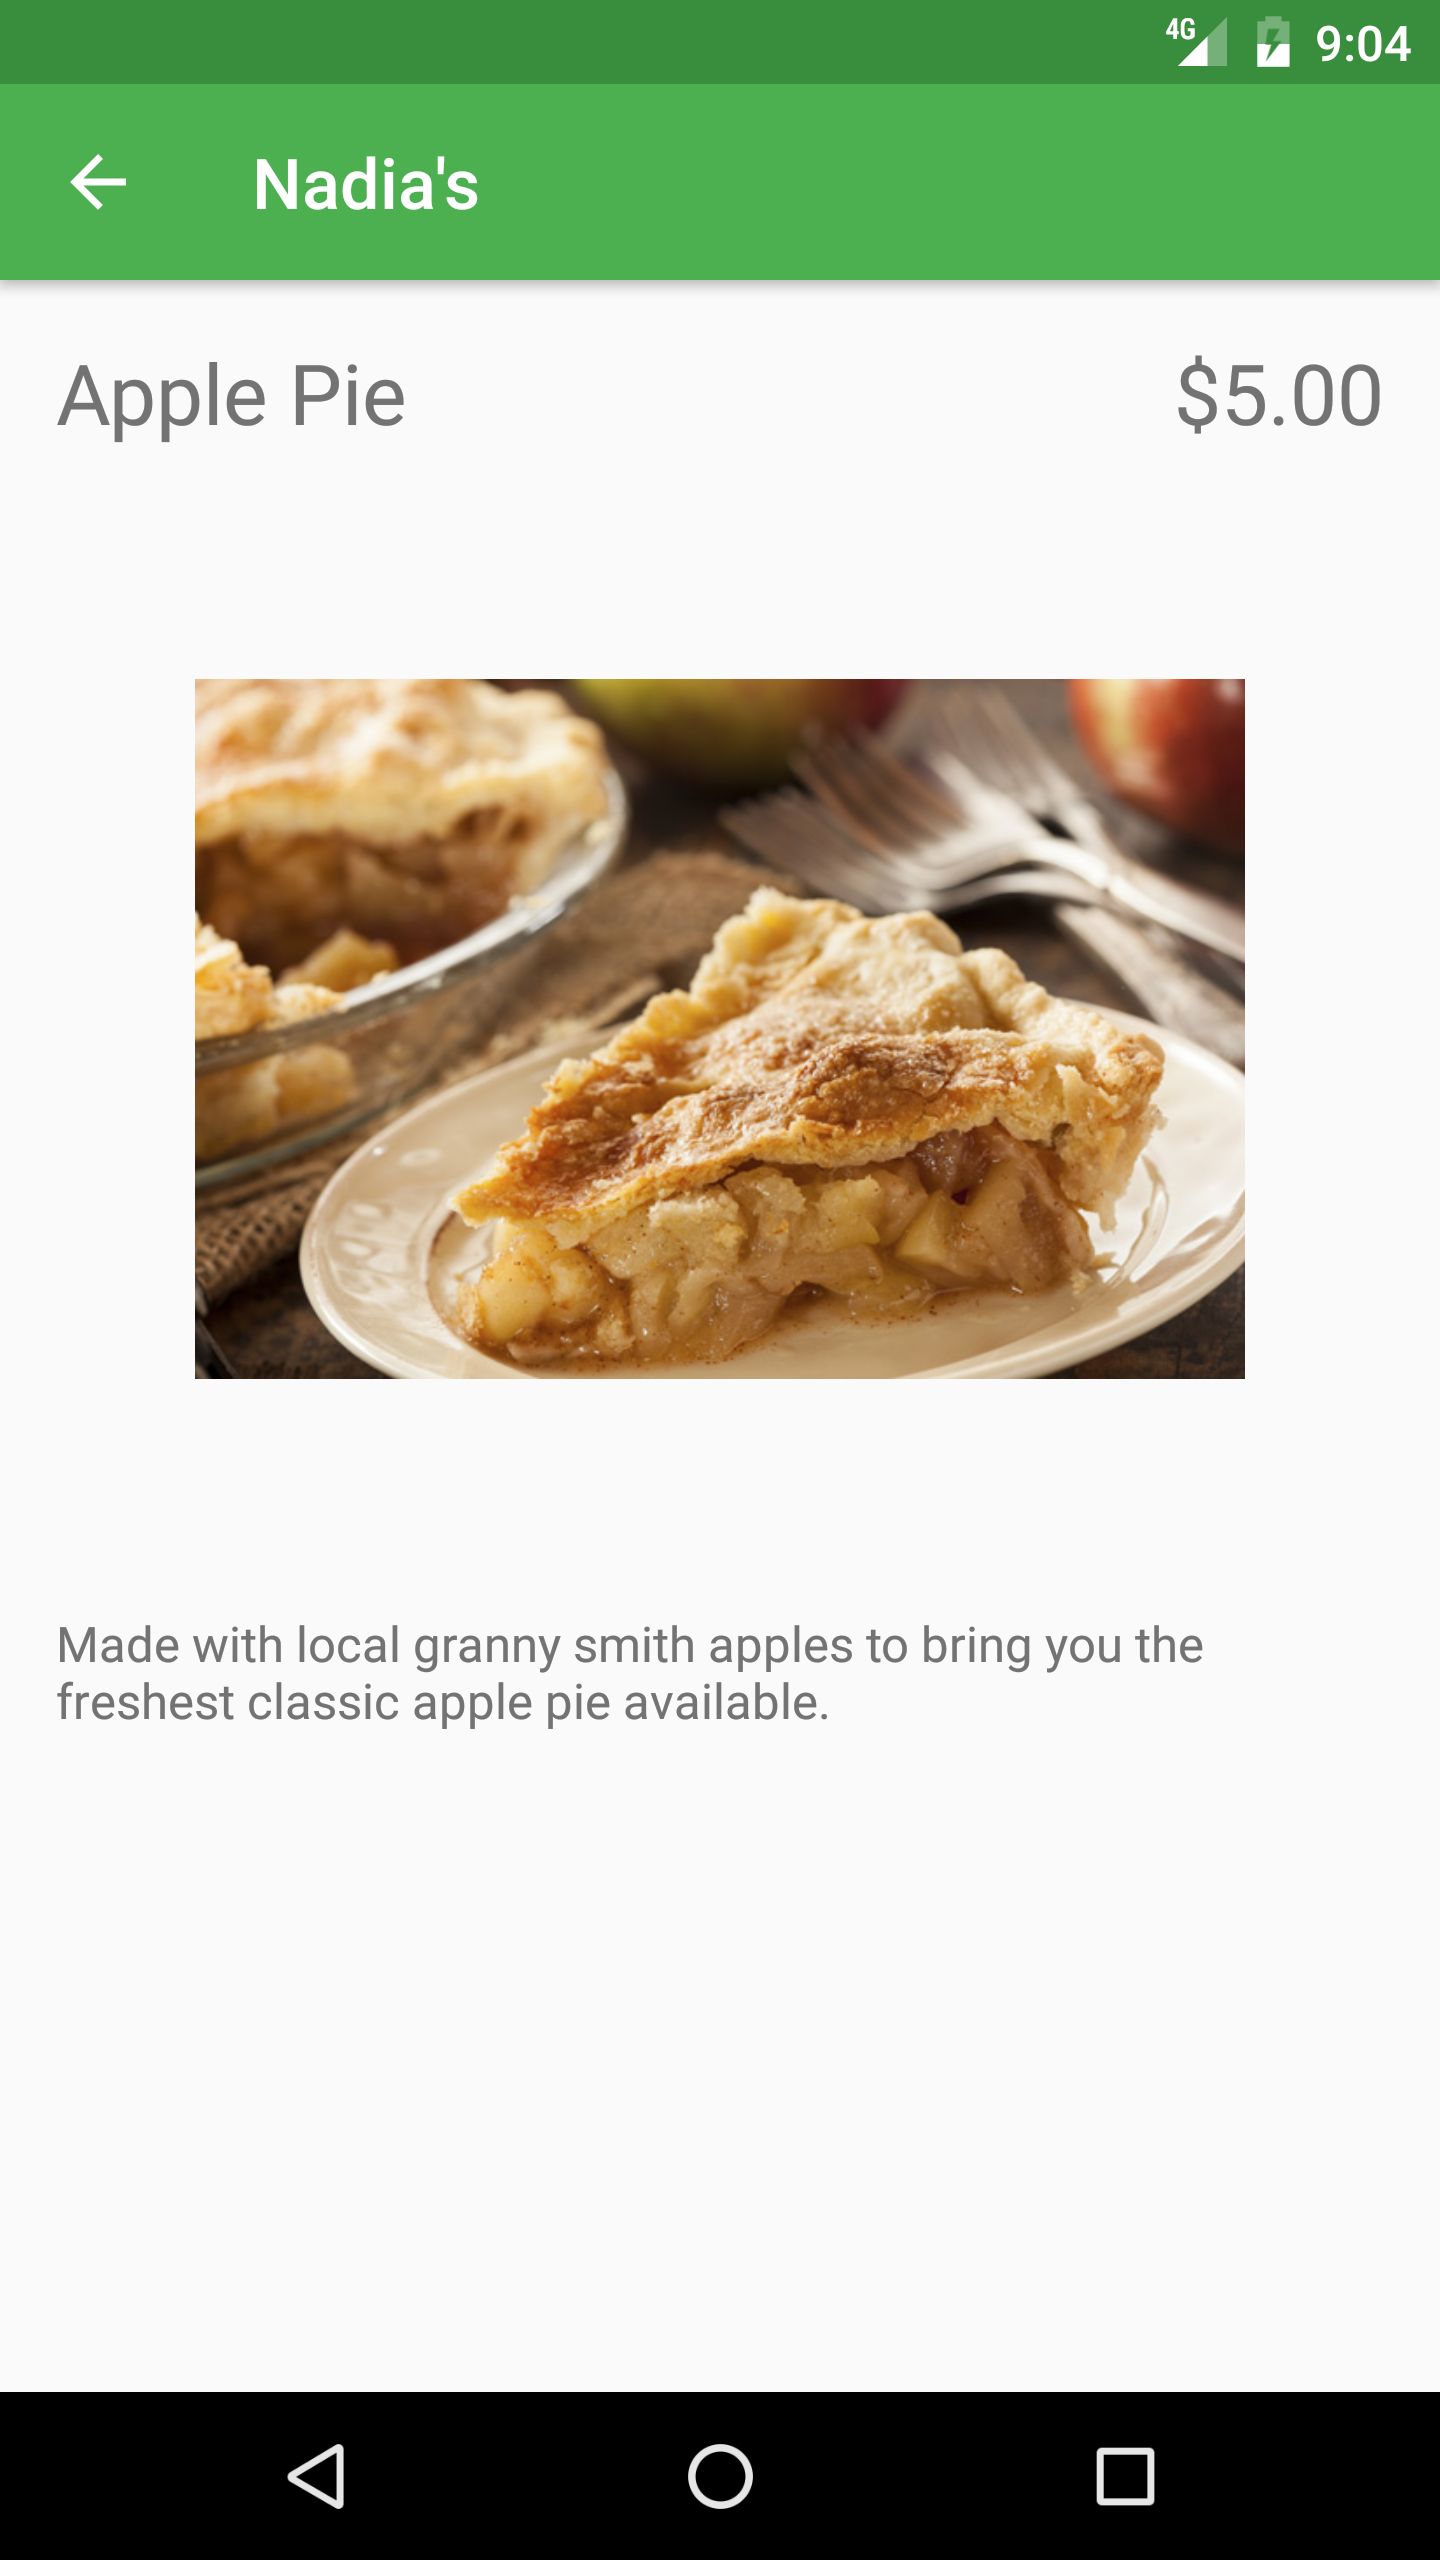 4G 9:04
Nadia's
Apple Pie $5.00
Made with local granny smith apples to bring you the
freshest classic apple pie available.